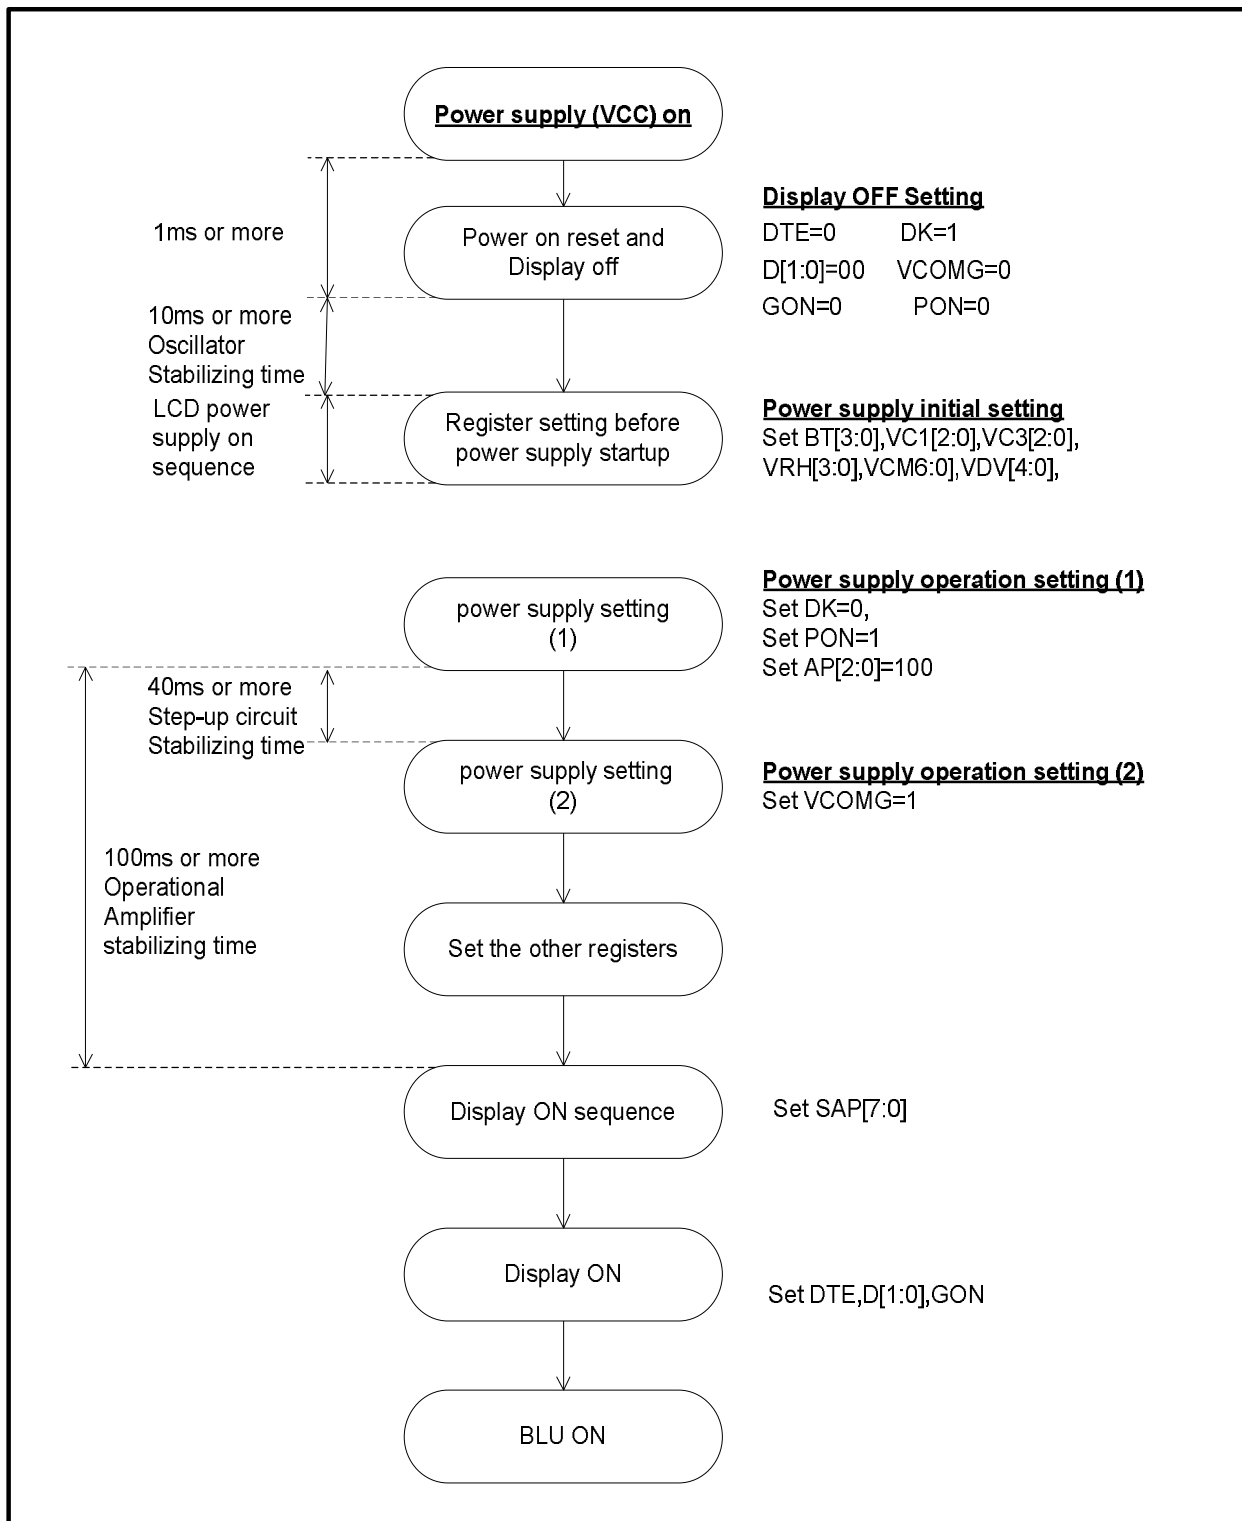 Power supply (VCC) on
1ms or more
Power on reset and
Display off
Display OFF Setting
DTE=0 DK=1
D[1:0]=00 VCOMG=0
GON=0 PON=0
10ms or more
Oscillator
Stabilizing time
LCD power
supply on
sequence
Register setting before
power supply startup
Power supply initial setting
Set BT[3:0],VC1[2:0],VC3[2:0],
VRH[3:0],VCM6:0],VDV[4:0],
power supply setting
(1)
Power supply operation setting (1)
Set DK=0,
Set PON=1
Set AP[2:0]=100
40ms or more
Step-up circuit
Stabilizing time
power supply setting
(2)
Power supply operation setting (2)
Set VCOMG=1
100ms or more
Operational
Amplifier
stabilizing time
Set the other registers
Display ON sequence
Set SAP[7:0]
Display ON
Set DTE,D[1:0],GON
BLU ON